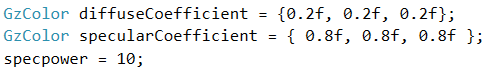 GzColor diffuseCoefficient = {0.2f, 0.2f, 0.2f};
GzColor specularCoefficient = { 0.8f, 0.8f, 0.8f };
specpower = 10;